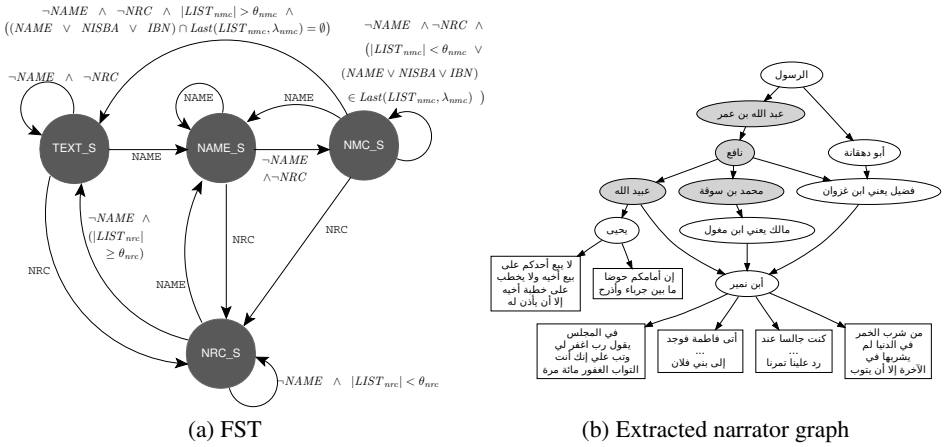 ¬NAME ∧ ¬NRC ∧ |LIST_nmc| > θ_nmc ∧
((NAME ∨ NISBA ∨ IBN) ∩ Last(LIST_nmc, λ_nmc) = ∅)
¬NAME ∧¬NRC ∧
(|LIST_nmc| < θ_nmc ∨
(NAME ∨ NISBA ∨ IBN)
∈ Last(LIST_nmc, λ_nmc) )
¬NAME ∧ ¬NRC
NAME
NAME
TEXT_S
NAME
NAME_S
¬NAME
∧¬NRC
NMC_S
¬NAME ∧
(|LIST_nrc|
≥ θ_nrc)
NRC
NAME
NRC
NRC
NRC_S
¬NAME ∧ |LIST_nrc| < θ_nrc
(a) FST
الرسول
عبد الله بن عمر
نافع
أبو دهقانة
عبيد الله
محمد بن سوقة
فضيل يعني ابن غزوان
يحيى
مالك يعني ابن مغول
لا يبع أحدكم على
بيع أخيه ولا يخطب
على خطبة أخيه
إلا أن يأذن له
إن أمامكم حوضا
ما بين جرباء وأذرح
أبن نمير
في المجلس
يقول رب اغفر لي
وتب علي إنك أنت
التواب الغفور مائة مرة
أتى فاطمة فوجد
...
إلى بني فلان
كنت جالسا عند
...
رد علينا تمرنا
من شرب الخمر
في الدنيا لم
يشربها في
الآخرة إلا أن يتوب
(b) Extracted narrator graph